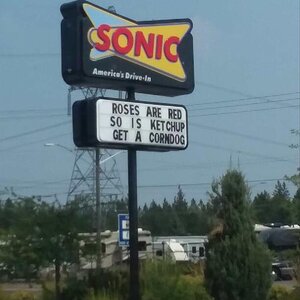 SONIC
America's Drive-In
ROSES ARE RED
SO IS KETCHUP
GET A CORNDOG